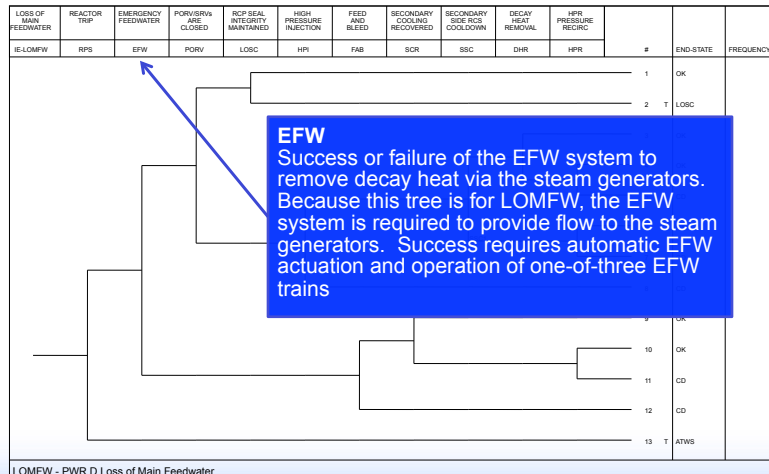 LOSS OF MAIN FEEDWATER
REACTOR TRIP
EMERGENCY FEEDWATER
PORV/SRVs ARE CLOSED
RCP SEAL INTEGRITY MAINTAINED
HIGH PRESSURE INJECTION
FEED AND BLEED
SECONDARY COOLING RECOVERED
SECONDARY SIDE RCS COOLDOWN
DECAY HEAT REMOVAL
HPR PRESSURE RECIRC
IE-LOMFW RPS EFW PORV LOSC HPI FAB SCR SSC DHR HPR # END-STATE FREQUENCY
1 OK
2 T LOSC
EFW
Success or failure of the EFW system to
remove decay heat via the steam generators.
Because this tree is for LOMFW, the EFW
system is required to provide flow to the steam
generators. Success requires automatic EFW
actuation and operation of one-of-three EFW
trains
9 OK
10 OK
11 CD
12 CD
13 T ATWS
LOMFW - PWR D Loss of Main Feedwater